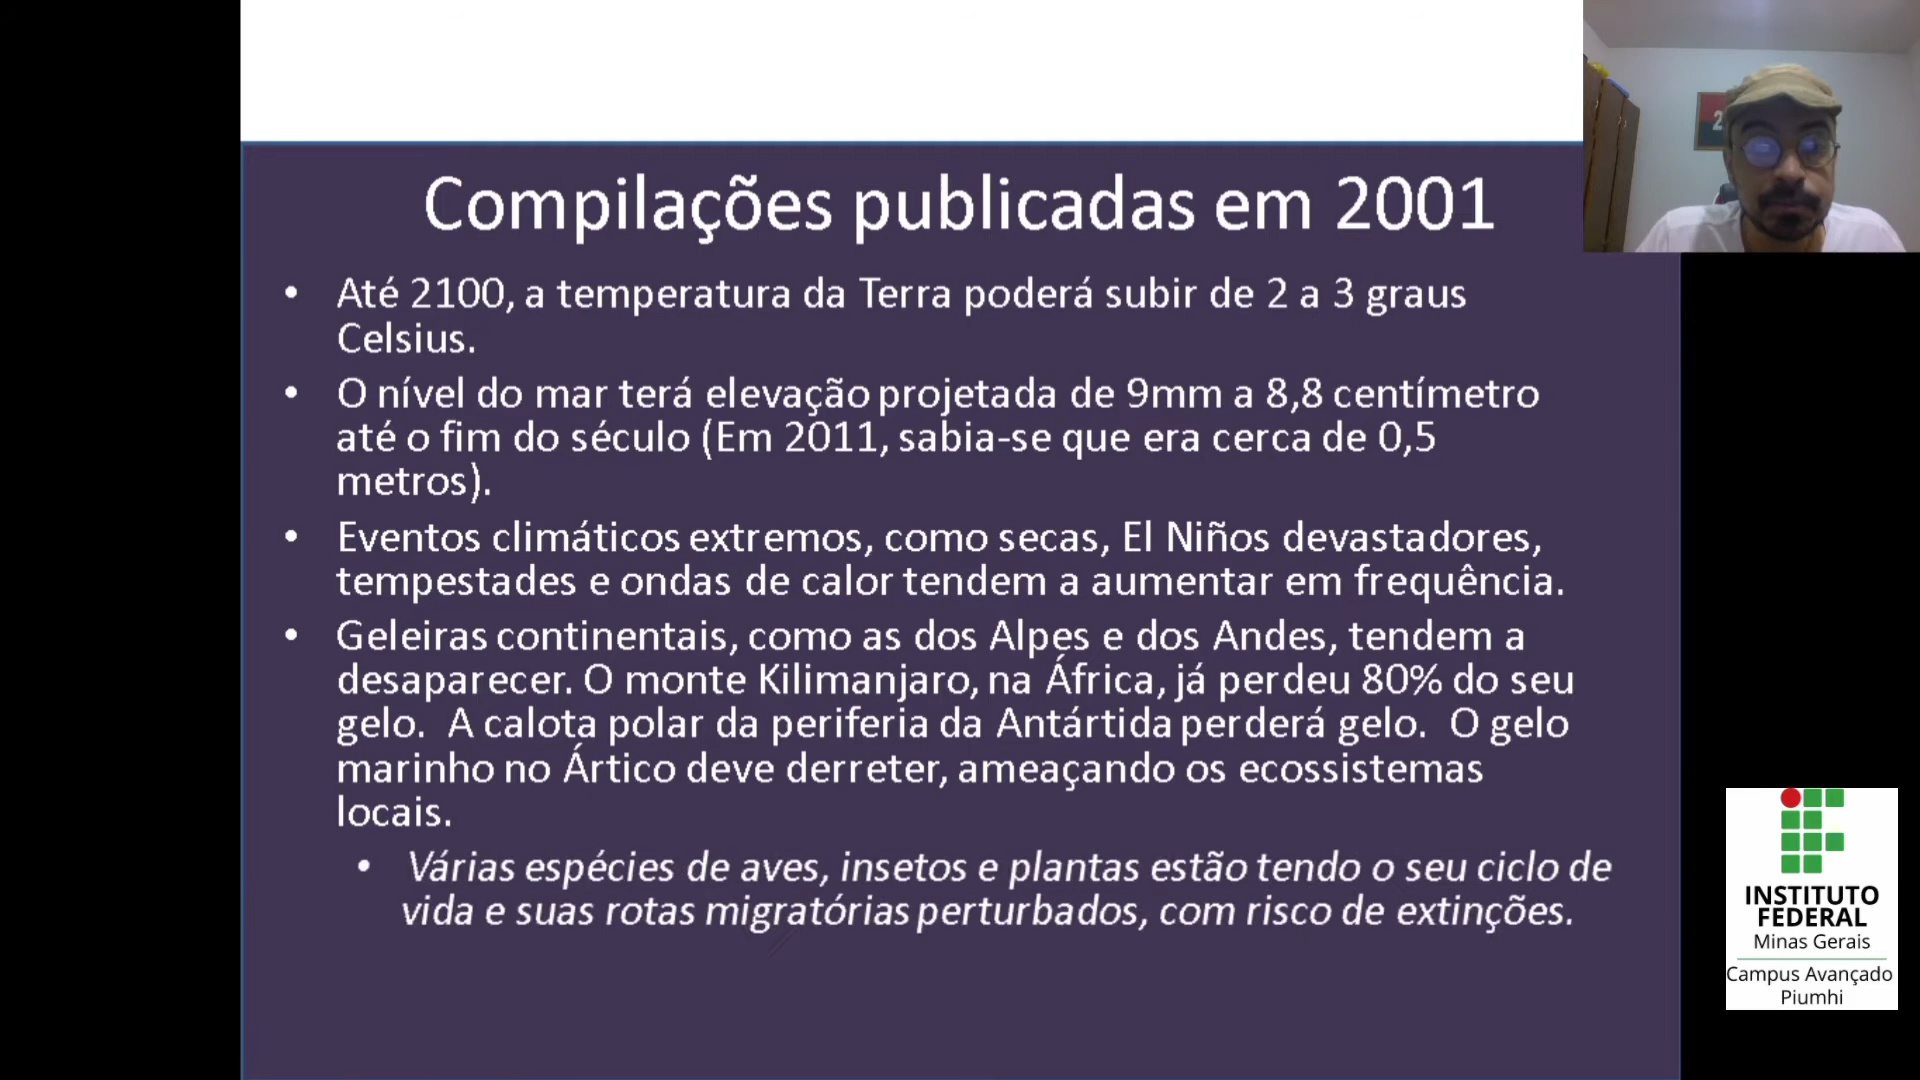 Compilações publicadas em 2001
• Até 2100, a temperatura da Terra poderá subir de 2 a 3 graus
Celsius.
• O nível do mar terá elevação projetada de 9mm a 8,8 centímetro
até o fim do século (Em 2011, sabia-se que era cerca de 0,5
metros).
• Eventos climáticos extremos, como secas, El Niños devastadores,
tempestades e ondas de calor tendem a aumentar em frequência.
• Geleiras continentais, como as dos Alpes e dos Andes, tendem a
desaparecer. O monte Kilimanjaro, na África, já perdeu 80% do seu
gelo.  A calota polar da periferia da Antártida perderá gelo.  O gelo
marinho no Ártico deve derreter, ameaçando os ecossistemas
locais.
• Várias espécies de aves, insetos e plantas estão tendo o seu ciclo de
vida e suas rotas migratórias perturbados, com risco de extinções.
2
INSTITUTO
FEDERAL
Minas Gerais
Campus Avançado
Piumhi